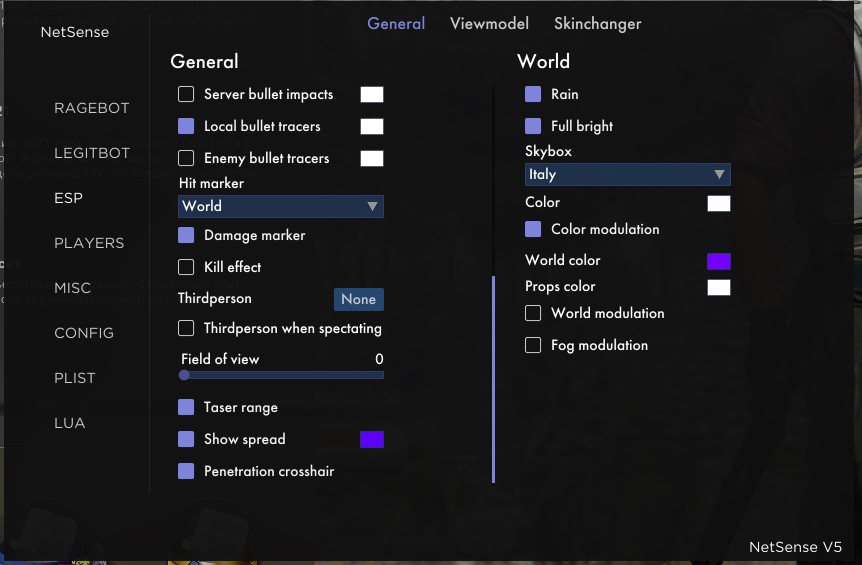 NetSense
RAGEBOT
LEGITBOT
ESP
PLAYERS
MISC
CONFIG
PLIST
LUA
General Viewmodel Skinchanger
General
Server bullet impacts
Local bullet tracers
Enemy bullet tracers
Hit marker
World
Damage marker
Kill effect
Thirdperson None
Thirdperson when spectating
Field of view 0
Taser range
Show spread
Penetration crosshair
World
Rain
Full bright
Skybox
Italy
Color
Color modulation
World color
Props color
World modulation
Fog modulation
NetSense V5